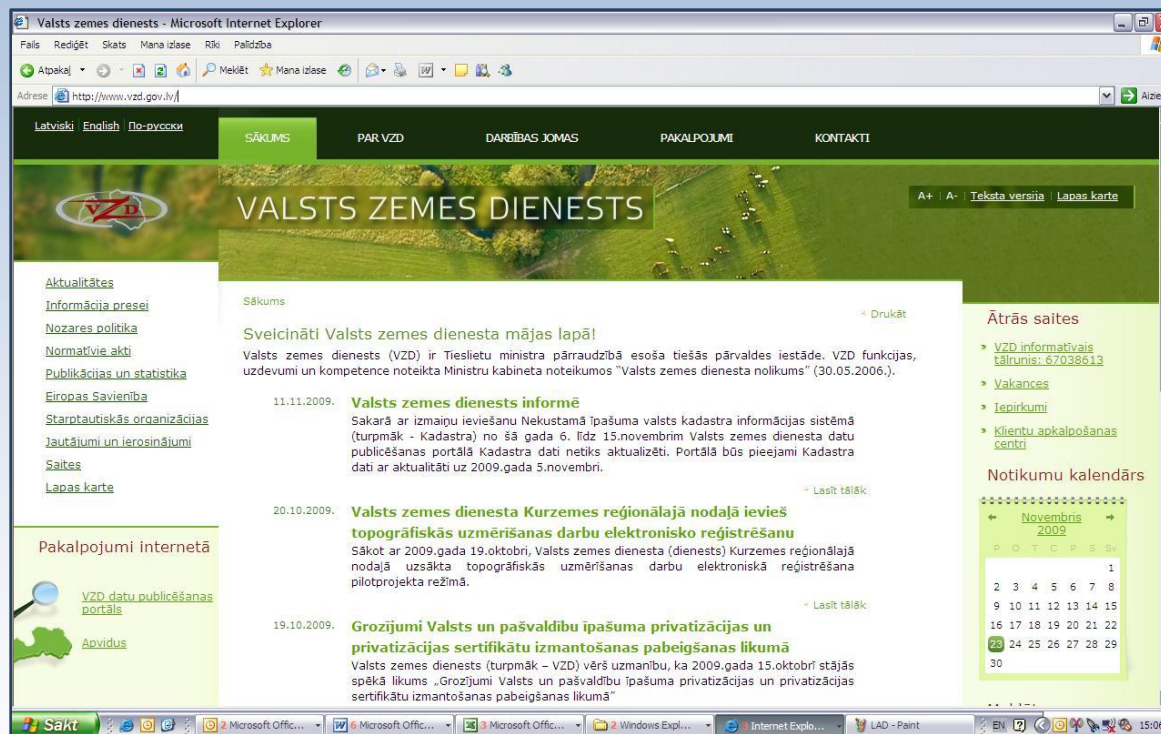 Valsts zemes dienests - Microsoft Internet Explorer
Fails Rediģēt Skats Mana izlase Rīki Palīdzība
Atpakaļ Meklēt Mana izlase
Adrese http://www.vzd.gov.lv/ Aiziet
Latviski English По-русски
SĀKUMS PAR VZD DARBĪBAS JOMAS PAKALPOJUMI KONTAKTI
VZD
VALSTS ZEMES DIENESTS
A+ A- Teksta versija Lapas karte
Aktualitātes
Informācija presei
Nozares politika
Normatīvie akti
Publikācijas un statistika
Eiropas Savienība
Starptautiskās organizācijas
Jautājumi un ierosinājumi
Saites
Lapas karte
Pakalpojumi internetā
VZD datu publicēšanas
portāls
Apvidus
Sākums
Drukāt
Sveicināti Valsts zemes dienesta mājas lapā!
Valsts zemes dienests (VZD) ir Tieslietu ministra pārraudzībā esoša tiešās pārvaldes iestāde. VZD funkcijas,
uzdevumi un kompetence noteikta Ministru kabineta noteikumos "Valsts zemes dienesta nolikums" (30.05.2006.).
11.11.2009. Valsts zemes dienests informē
Sakarā ar izmaiņu ieviešanu Nekustamā īpašuma valsts kadastra informācijas sistēmā
(turpmāk - Kadastra) no šā gada 6. līdz 15.novembrim Valsts zemes dienesta datu
publicēšanas portālā Kadastra dati netiks aktualizēti. Portālā būs pieejami Kadastra
dati ar aktualitāti uz 2009.gada 5.novembri.
Lasīt tālāk
20.10.2009. Valsts zemes dienesta Kurzemes reģionālajā nodaļā ievieš
topogrāfiskās uzmērīšanas darbu elektronisko reģistrēšanu
Sākot ar 2009.gada 19.oktobri, Valsts zemes dienesta (dienests) Kurzemes reģionālajā
nodaļā uzsākta topogrāfiskās uzmērīšanas darbu elektroniskā reģistrēšana
pilotprojekta režīmā.
Lasīt tālāk
19.10.2009. Grozījumi Valsts un pašvaldību īpašuma privatizācijas un
privatizācijas sertifikātu izmantošanas pabeigšanas likumā
Valsts zemes dienests (turpmāk – VZD) vērš uzmanību, ka 2009.gada 15.oktobrī stājās
spēkā likums „Grozījumi Valsts un pašvaldību īpašuma privatizācijas un privatizācijas
sertifikātu izmantošanas pabeigšanas likumā”
Ātrās saites
VZD informatīvais
tālrunis: 67038613
Vakances
Iepirkumi
Klientu apkalpošanas
centri
Notikumu kalendārs
Novembris
2009
P O T C P S Sv
1
2 3 4 5 6 7 8
9 10 11 12 13 14 15
16 17 18 19 20 21 22
23 24 25 26 27 28 29
30
Sākt 2 Microsoft Offic... 6 Microsoft Offic... 3 Microsoft Offic... 2 Windows Expl... 3 Internet Explo... LAD - Paint EN 15:06